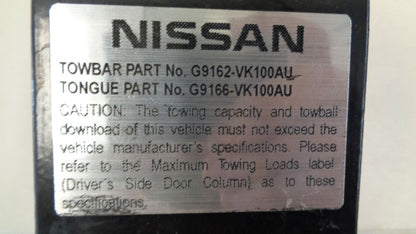 NISSAN
TOWBAR PART No. G9162-VK100AU
TONGUE PART No. G9166-VK100AU
CAUTION: The towing capacity and towball
download of this vehicle must not exceed the
vehicle manufacturer's specifications. Please
refer to the Maximum Towing Loads label
(Driver's Side Door Column) as to these
specifications.